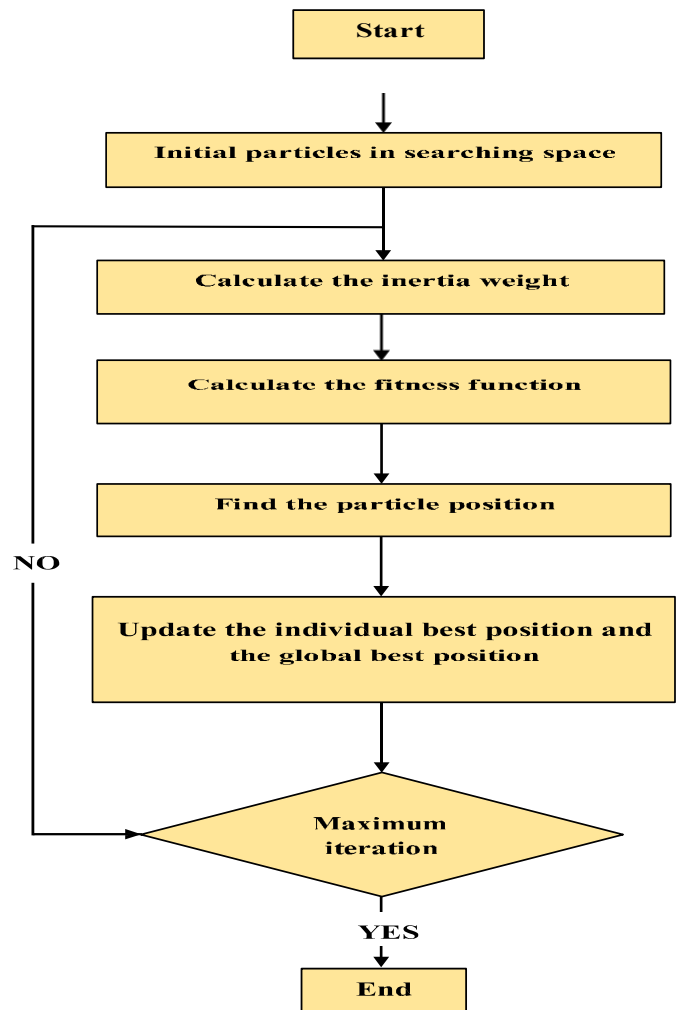 Start
Initial particles in searching space
Calculate the inertia weight
Calculate the fitness function
Find the particle position
NO
Update the individual best position and
the global best position
Maximum
iteration
YES
End